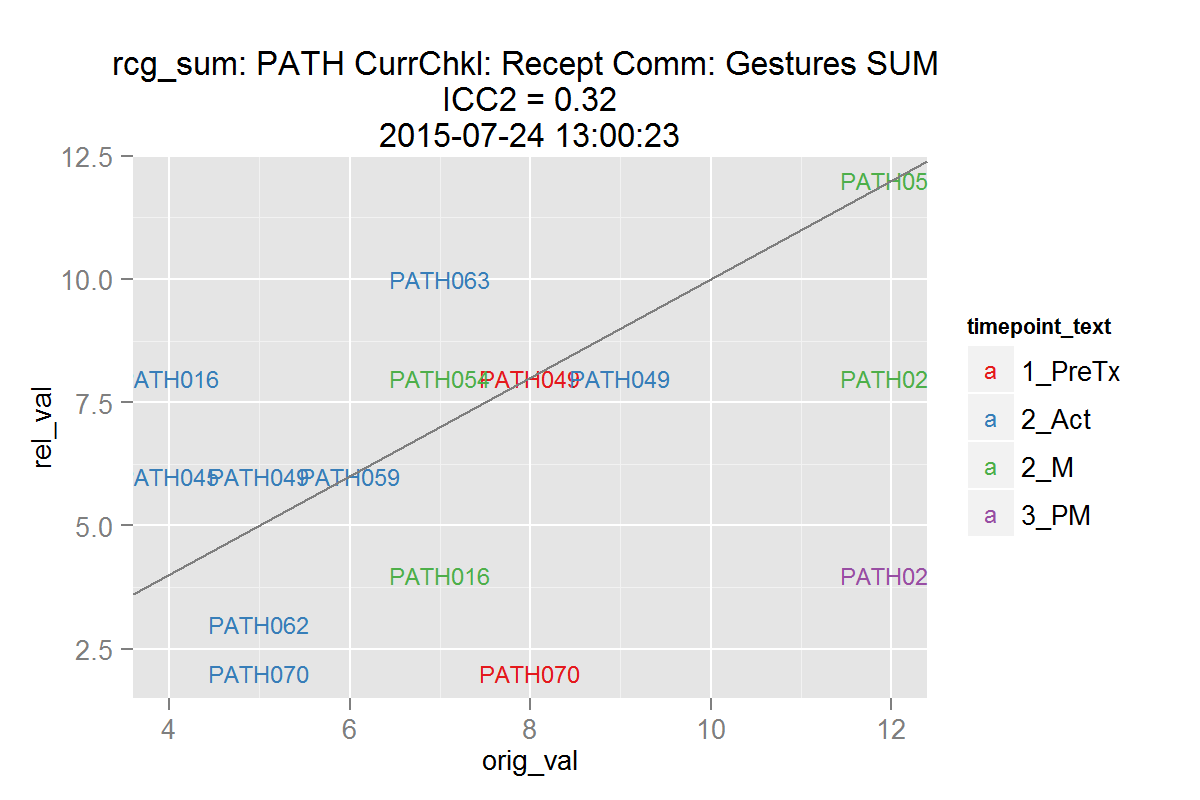 rcg_sum: PATH CurrChkl: Recept Comm: Gestures SUM
ICC2 = 0.32
2015-07-24 13:00:23
12.5
PATH05
PATH063
10.0
ATH016 PATH054 PATH049 PATH049 PATH02
7.5
ATH045 PATH049 PATH059
5.0
PATH016 PATH02
PATH062
2.5
PATH070 PATH070
4 6 8 10 12
orig_val
rel_val
timepoint_text
a 1_PreTx
a 2_Act
a 2_M
a 3_PM